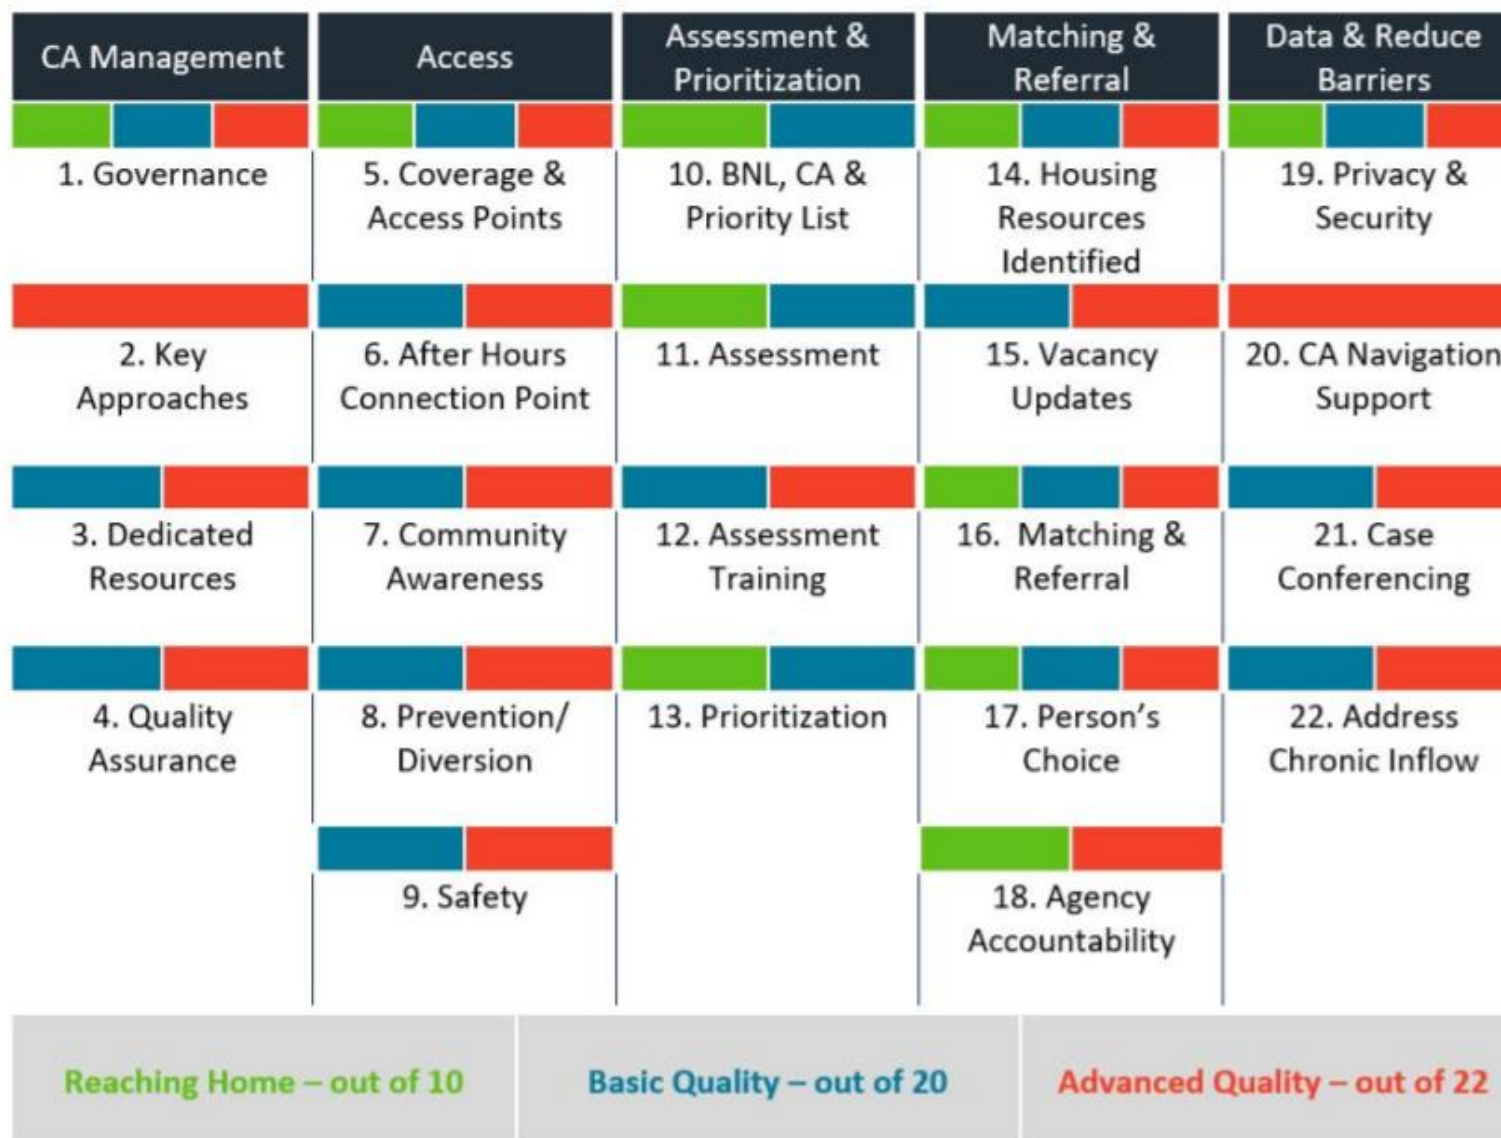 CA Management
Access
Assessment &
Prioritization
Matching &
Referral
Data & Reduce
Barriers
1. Governance
5. Coverage &
Access Points
10. BNL, CA &
Priority List
14. Housing
Resources
Identified
19. Privacy &
Security
2. Key
Approaches
6. After Hours
Connection Point
11. Assessment
15. Vacancy
Updates
20. CA Navigation
Support
3. Dedicated
Resources
7. Community
Awareness
12. Assessment
Training
16. Matching &
Referral
21. Case
Conferencing
4. Quality
Assurance
8. Prevention/
Diversion
13. Prioritization
17. Person's
Choice
22. Address
Chronic Inflow
9. Safety
18. Agency
Accountability
Reaching Home – out of 10
Basic Quality – out of 20
Advanced Quality – out of 22